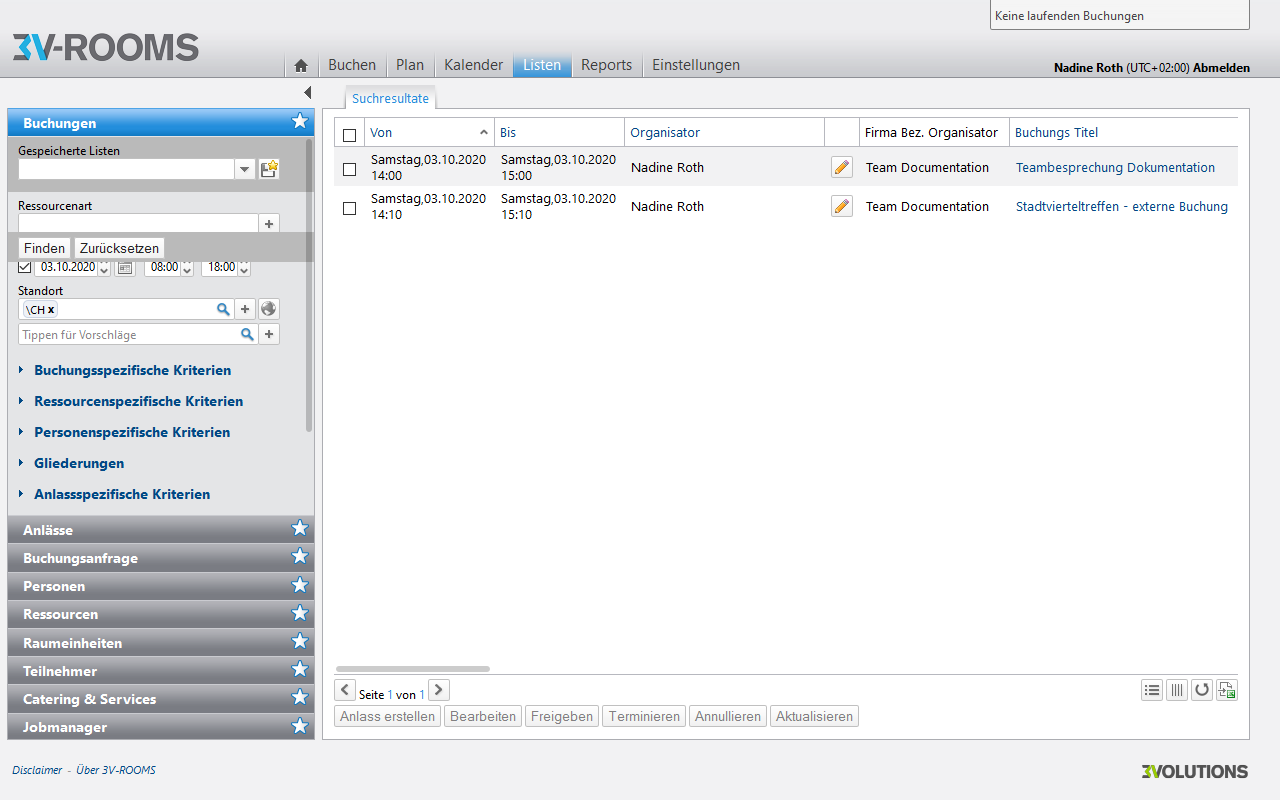 Keine laufenden Buchungen
3V-ROOMS
Buchen Plan Kalender Listen Reports Einstellungen
Nadine Roth (UTC+02:00) Abmelden
Buchungen
Gespeicherte Listen
Ressourcenart
Finden Zurücksetzen
03.10.2020 08:00 18:00
Standort
\CH x
Tippen für Vorschläge
Buchungsspezifische Kriterien
Ressourcenspezifische Kriterien
Personenspezifische Kriterien
Gliederungen
Anlassspezifische Kriterien
Anlässe
Buchungsanfrage
Personen
Ressourcen
Raumeinheiten
Teilnehmer
Catering & Services
Jobmanager
Suchresultate
Von Bis Organisator Firma Bez. Organisator Buchungs Titel
Samstag,03.10.2020 14:00 Samstag,03.10.2020 15:00 Nadine Roth Team Documentation Teambesprechung Dokumentation
Samstag,03.10.2020 14:10 Samstag,03.10.2020 15:10 Nadine Roth Team Documentation Stadtvierteltreffen - externe Buchung
Seite 1 von 1
Anlass erstellen Bearbeiten Freigeben Terminieren Annullieren Aktualisieren
Disclaimer - Über 3V-ROOMS
3VOLUTIONS